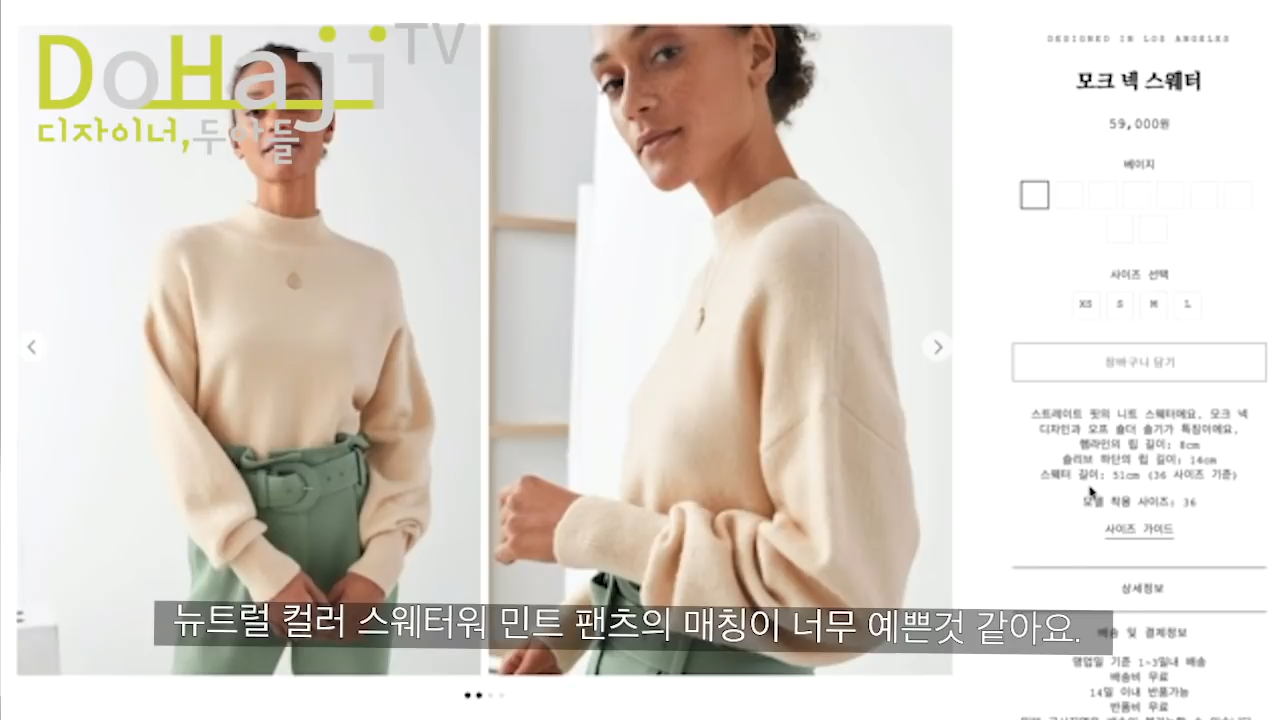 DoHaji TV
디자이너,두아들
DESIGNED IN LOS ANGELES
모크 넥 스웨터
59,000원
베이지
사이즈 선택
XS S M L
장바구니 담기
스트레이트 핏의 니트 스웨터에요. 모크 넥
디자인과 오프 숄더 솔기가 특징이에요.
헴라인의 립 길이: 8cm
슬리브 하단의 립 길이: 14cm
스웨터 길이: 51cm (36 사이즈 기준)
모델 착용 사이즈: 36
사이즈 가이드
상세정보
뉴트럴 컬러 스웨터워 민트 팬츠의 매칭이 너무 예쁜것 같아요.
배송 및 결제정보
영업일 기준 1-3일내 배송
배송비 무료
14일 이내 반품가능
반품비 무료